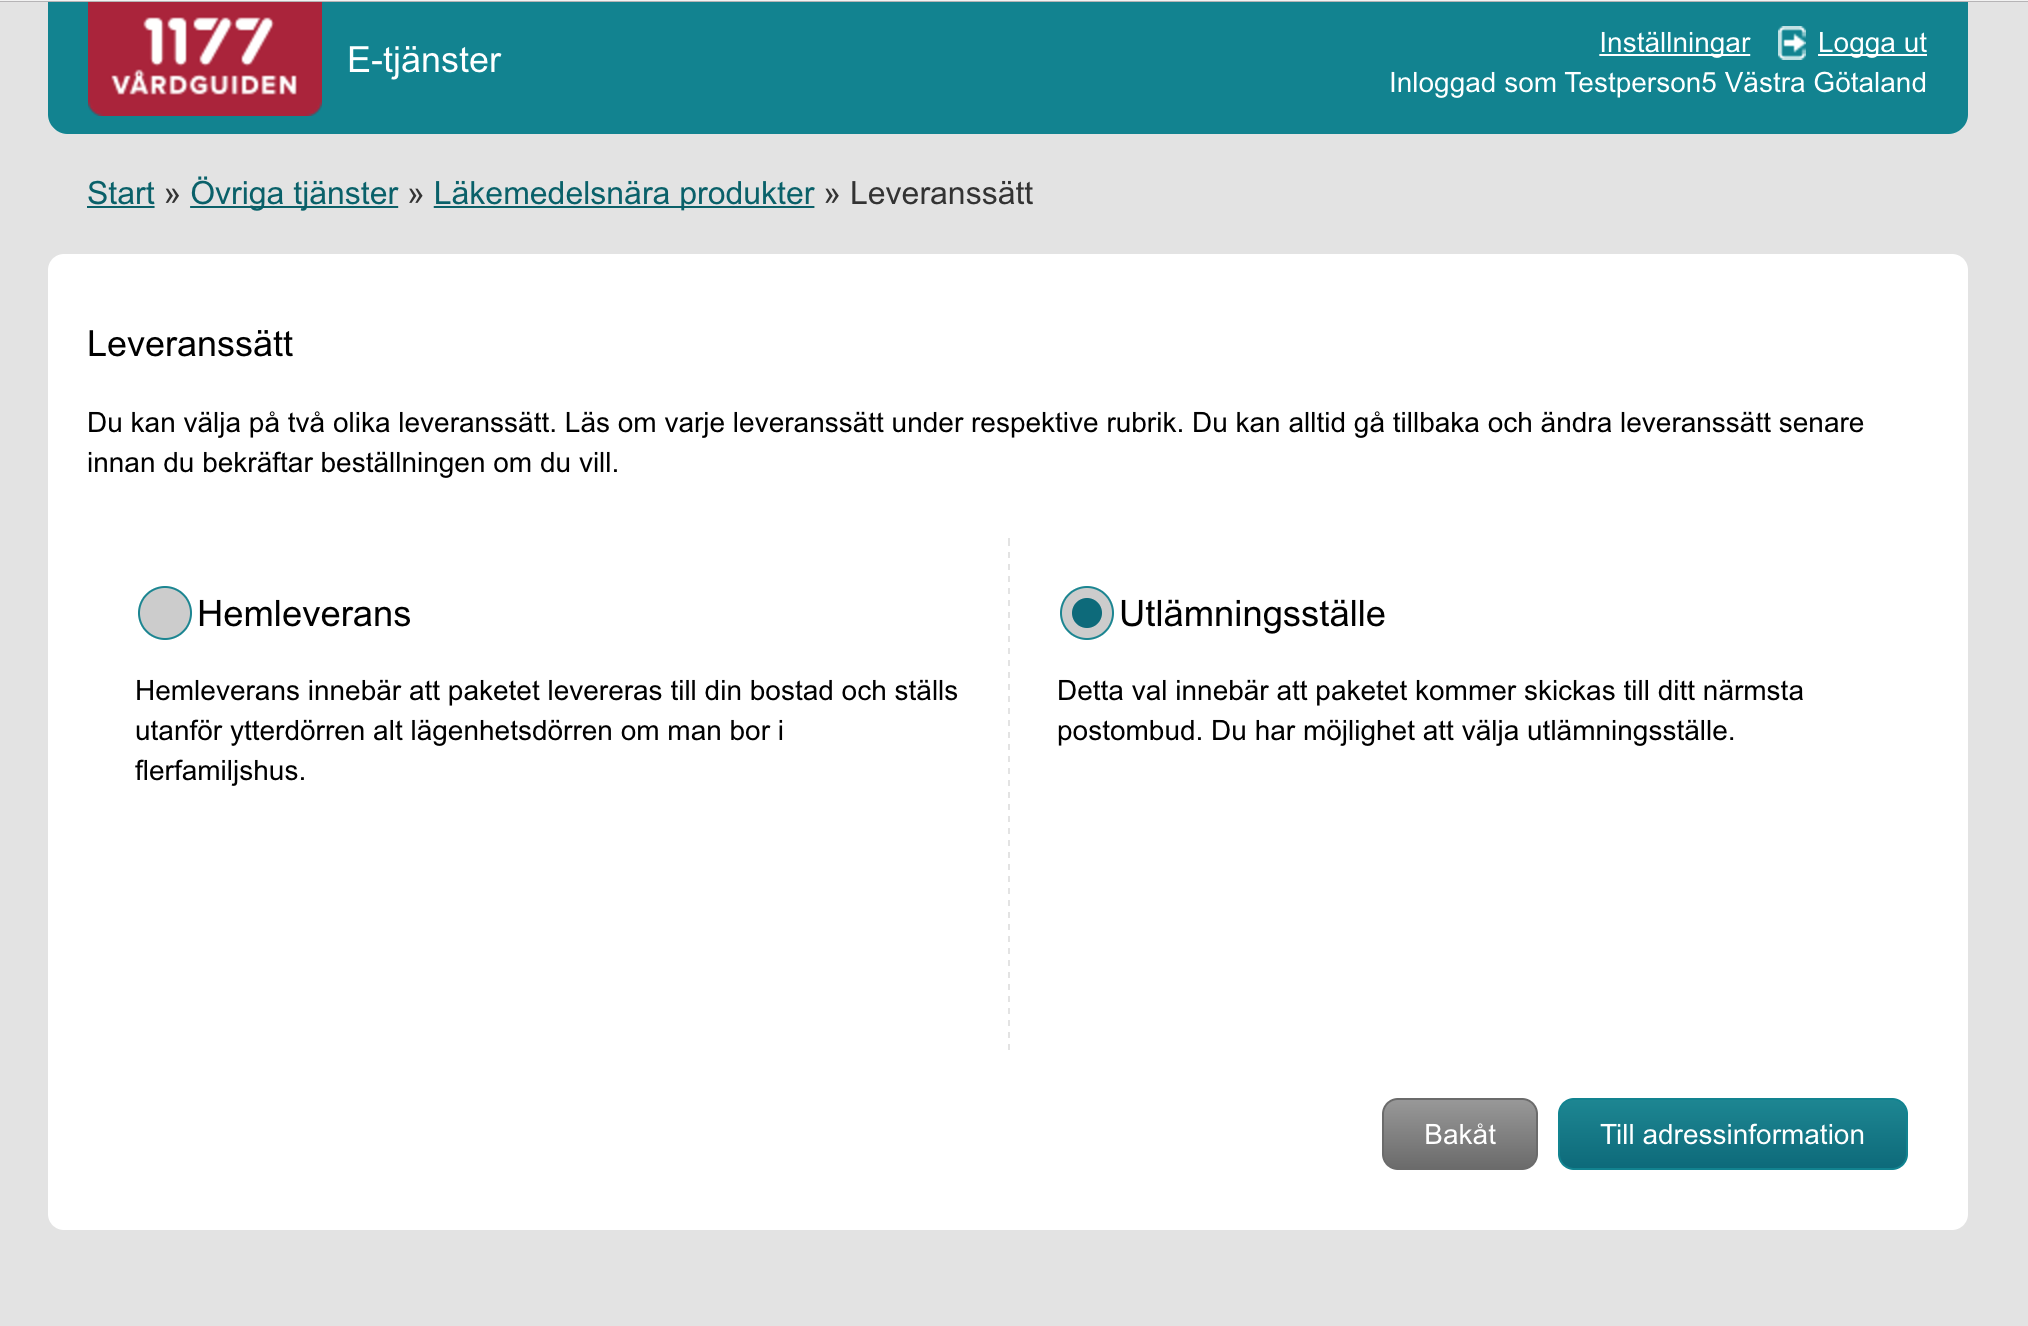 1177
VÅRDGUIDEN
E-tjänster
Inställningar Logga ut
Inloggad som Testperson5 Västra Götaland
Start » Övriga tjänster » Läkemedelsnära produkter » Leveranssätt
Leveranssätt
Du kan välja på två olika leveranssätt. Läs om varje leveranssätt under respektive rubrik. Du kan alltid gå tillbaka och ändra leveranssätt senare
innan du bekräftar beställningen om du vill.
Hemleverans
Hemleverans innebär att paketet levereras till din bostad och ställs
utanför ytterdörren alt lägenhetsdörren om man bor i
flerfamiljshus.
Utlämningsställe
Detta val innebär att paketet kommer skickas till ditt närmsta
postombud. Du har möjlighet att välja utlämningsställe.
Bakåt
Till adressinformation